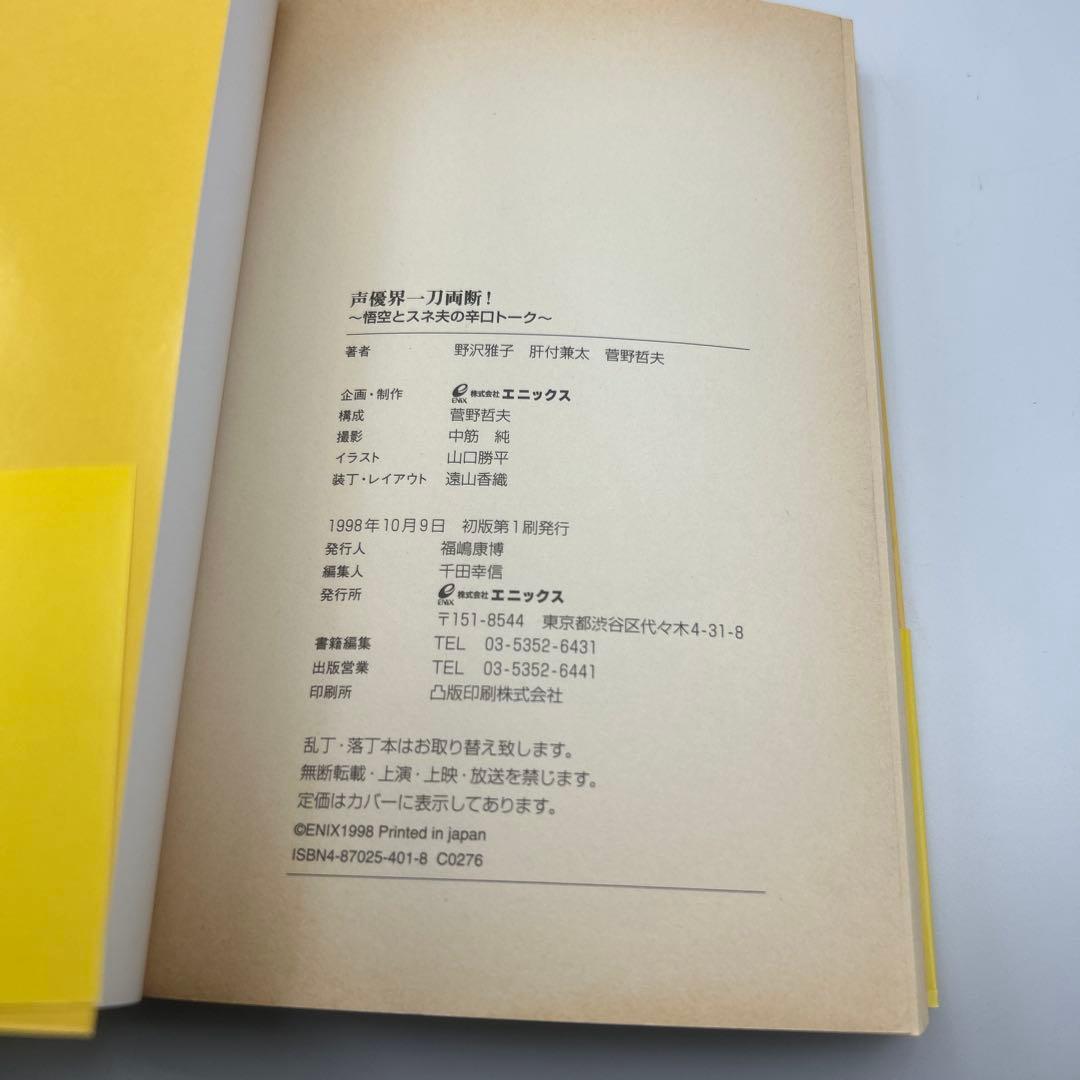 声優界一刀両断!
〜悟空とスネ夫の辛口トーク〜
著者 野沢雅子 肝付兼太 菅野哲夫
企画・制作 ENIX 株式会社エニックス
構成 菅野哲夫
撮影 中筋 純
イラスト 山口勝平
装丁・レイアウト 遠山香織
1998年10月9日 初版第1刷発行
発行人 福嶋康博
編集人 千田幸信
発行所 ENIX 株式会社エニックス
〒151-8544 東京都渋谷区代々木4-31-8
書籍編集 TEL 03-5352-6431
出版営業 TEL 03-5352-6441
印刷所 凸版印刷株式会社
乱丁・落丁本はお取り替え致します。
無断転載・上演・上映・放送を禁じます。
定価はカバーに表示してあります。
©ENIX1998 Printed in japan
ISBN4-87025-401-8 C0276